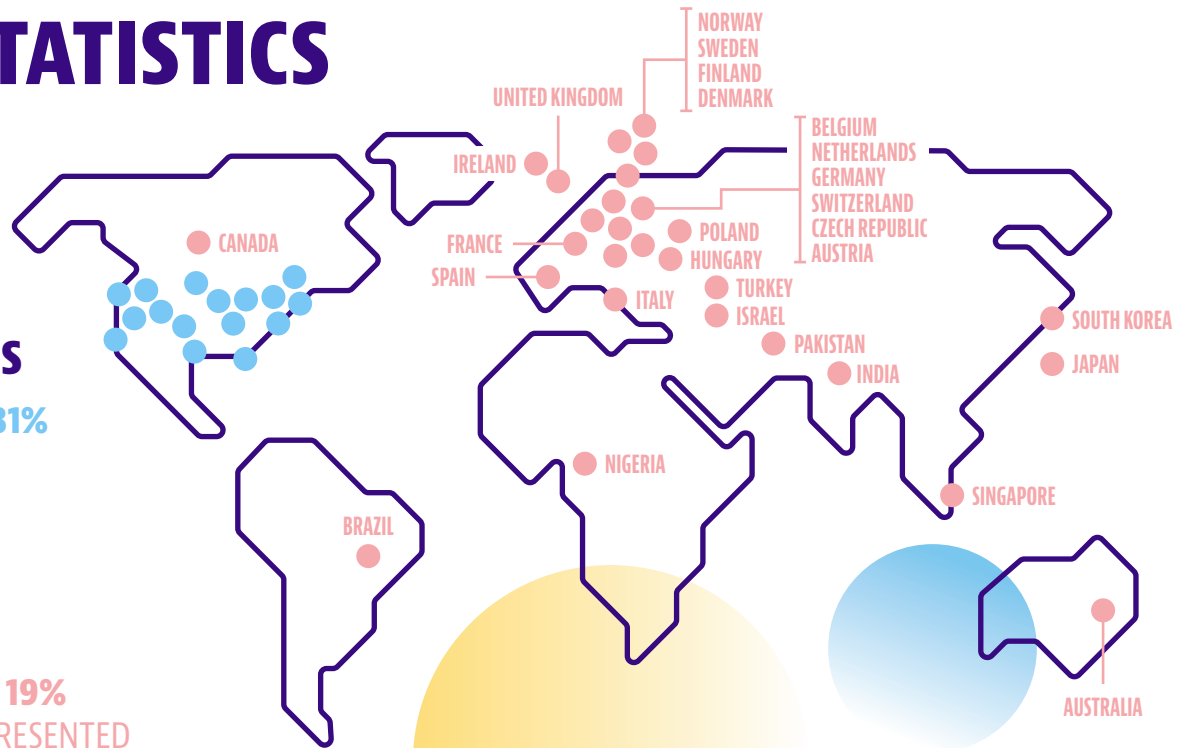 TATISTICS
NORWAY
SWEDEN
FINLAND
DENMARK
UNITED KINGDOM
BELGIUM
NETHERLANDS
GERMANY
SWITZERLAND
CZECH REPUBLIC
AUSTRIA
IRELAND
CANADA
FRANCE
POLAND
HUNGARY
SPAIN
TURKEY
ITALY
ISRAEL
SOUTH KOREA
PAKISTAN
S
JAPAN
INDIA
31%
NIGERIA
SINGAPORE
BRAZIL
19%
RESENTED
AUSTRALIA